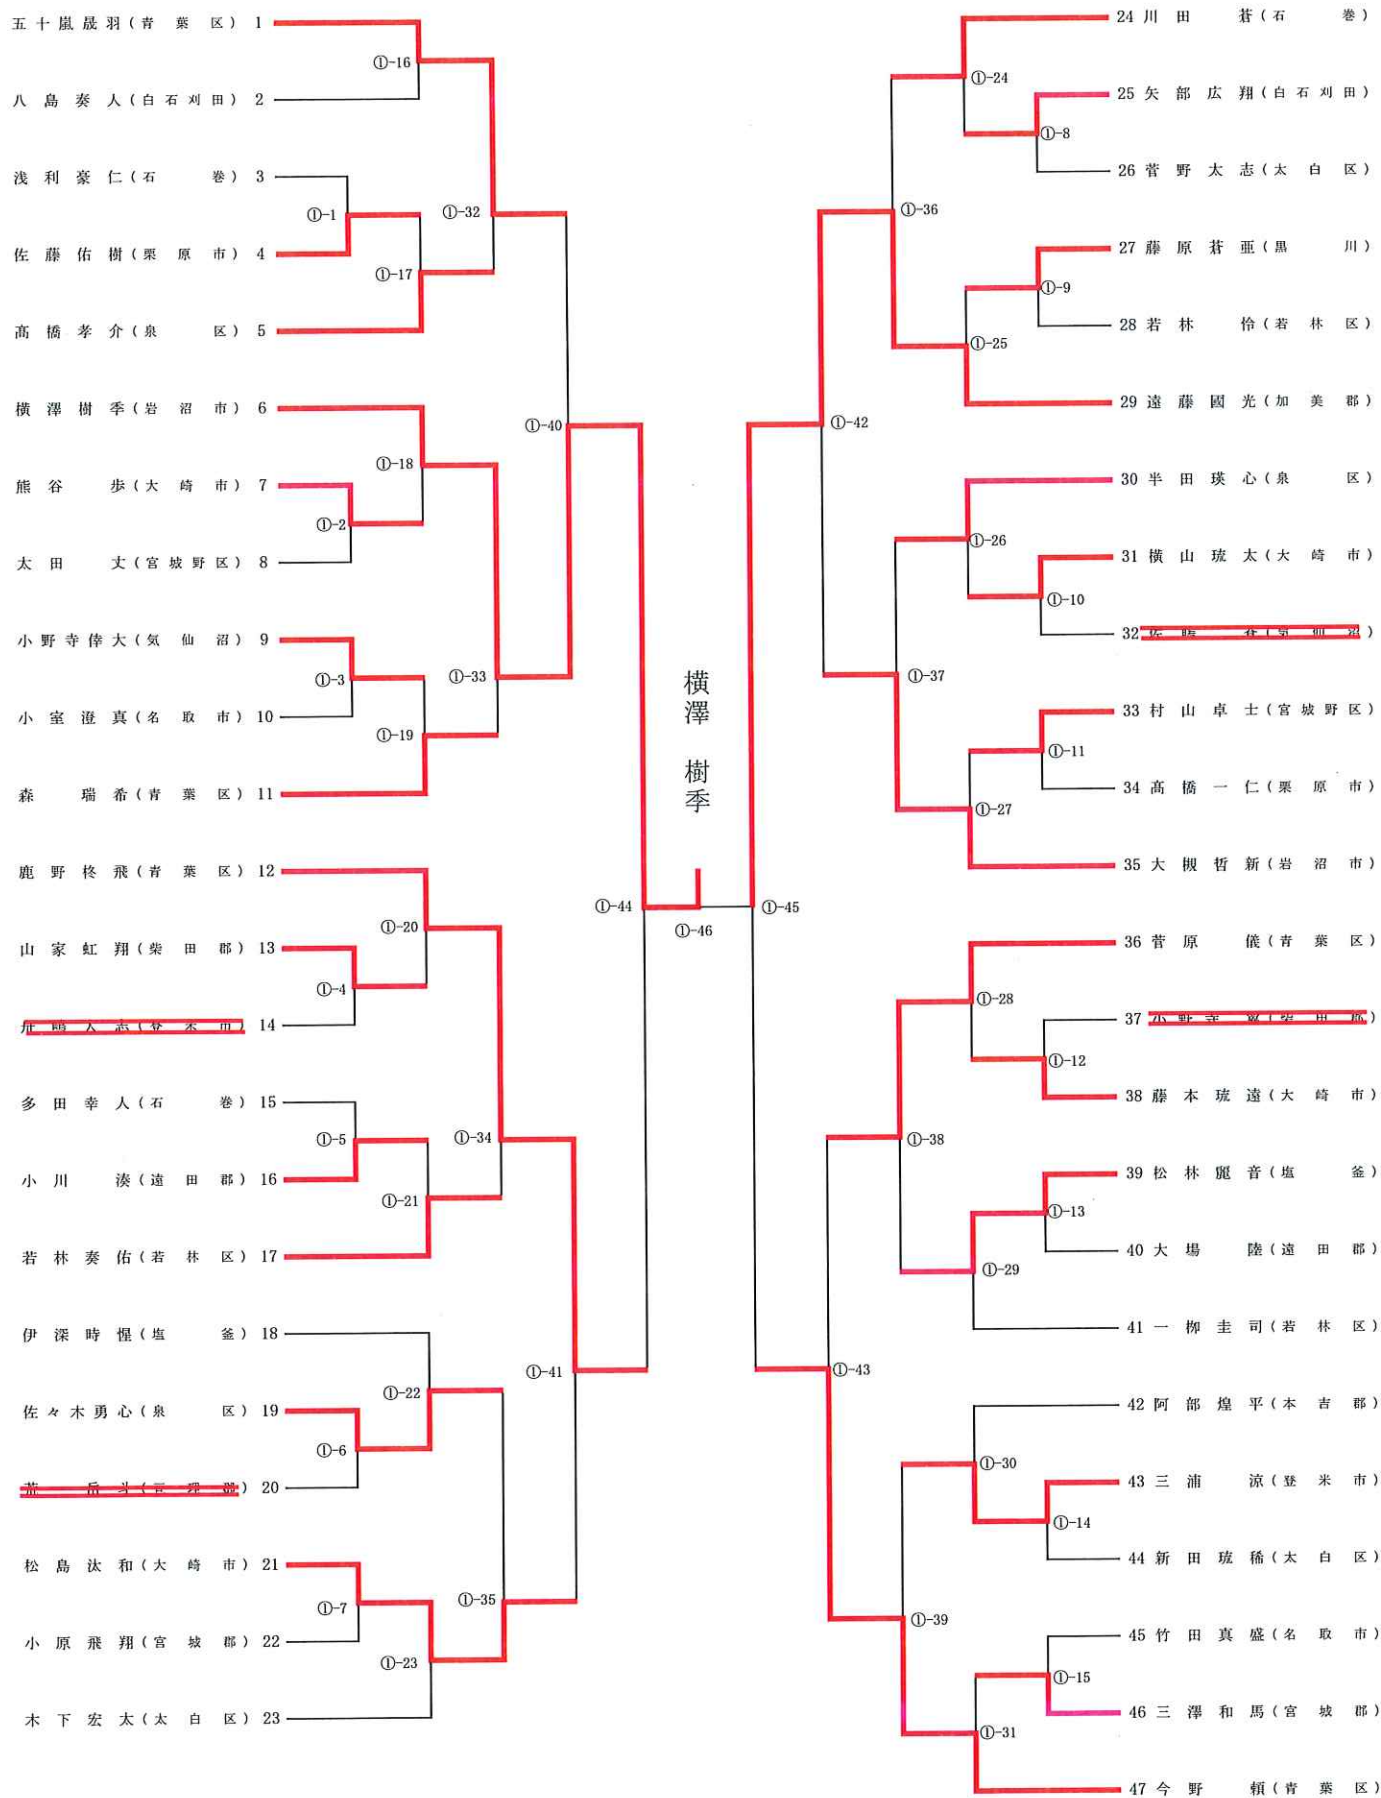 五十嵐晟羽(青葉区) 1
八島奏人(白石刈田) 2
浅利豪仁(石巻) 3
佐藤佑樹(栗原市) 4
髙橋孝介(泉区) 5
横澤樹季(岩沼市) 6
熊谷歩(大崎市) 7
太田丈(宮城野区) 8
小野寺倖大(気仙沼) 9
小室澄真(名取市) 10
森瑞希(青葉区) 11
鹿野柊飛(青葉区) 12
山家虹翔(柴田郡) 13
14
多田幸人(石巻) 15
小川湊(遠田郡) 16
若林奏佑(若林区) 17
伊深時惺(塩釜) 18
佐々木勇心(泉区) 19
20
松島汰和(大崎市) 21
小原飛翔(宮城郡) 22
木下宏太(太白区) 23
①-16
①-1
①-32
①-17
①-40
①-18
①-2
①-3
①-33
①-19
①-20
①-4
①-5
①-34
①-21
①-41
①-22
①-6
①-35
①-7
①-23
横澤 樹季
①-44
①-46
①-45
①-24
①-8
①-36
①-9
①-25
①-42
①-26
①-10
①-37
①-11
①-27
①-28
①-12
①-38
①-13
①-29
①-43
①-30
①-14
①-39
①-15
①-31
24 川田蒼(石巻)
25 矢部広翔(白石刈田)
26 菅野太志(太白区)
27 藤原蒼亜(黒川)
28 若林怜(若林区)
29 遠藤國光(加美郡)
30 半田瑛心(泉区)
31 横山琉太(大崎市)
32
33 村山卓士(宮城野区)
34 髙橋一仁(栗原市)
35 大槻哲新(岩沼市)
36 菅原儀(青葉区)
37
38 藤本琉遠(大崎市)
39 松林寵音(塩釜)
40 大場陸(遠田郡)
41 一栁圭司(若林区)
42 阿部煌平(本吉郡)
43 三浦涼(登米市)
44 新田琉稀(太白区)
45 竹田真盛(名取市)
46 三澤和馬(宮城郡)
47 今野頼(青葉区)